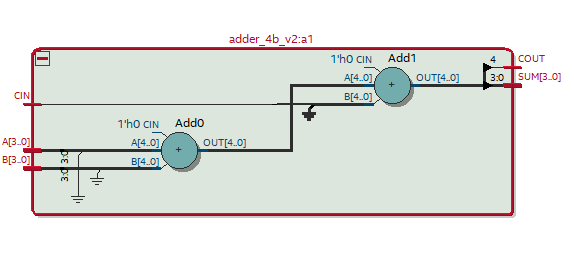 adder_4b_v2:a1
1'h0 CIN Add1
4 COUT
A[4..0] OUT[4..0] 3:0 SUM[3..0]
CIN B[4..0]
1'h0 CIN Add0
A[3..0] A[4..0] OUT[4..0]
B[3..0] 3:0 3:0 B[4..0]
+
+